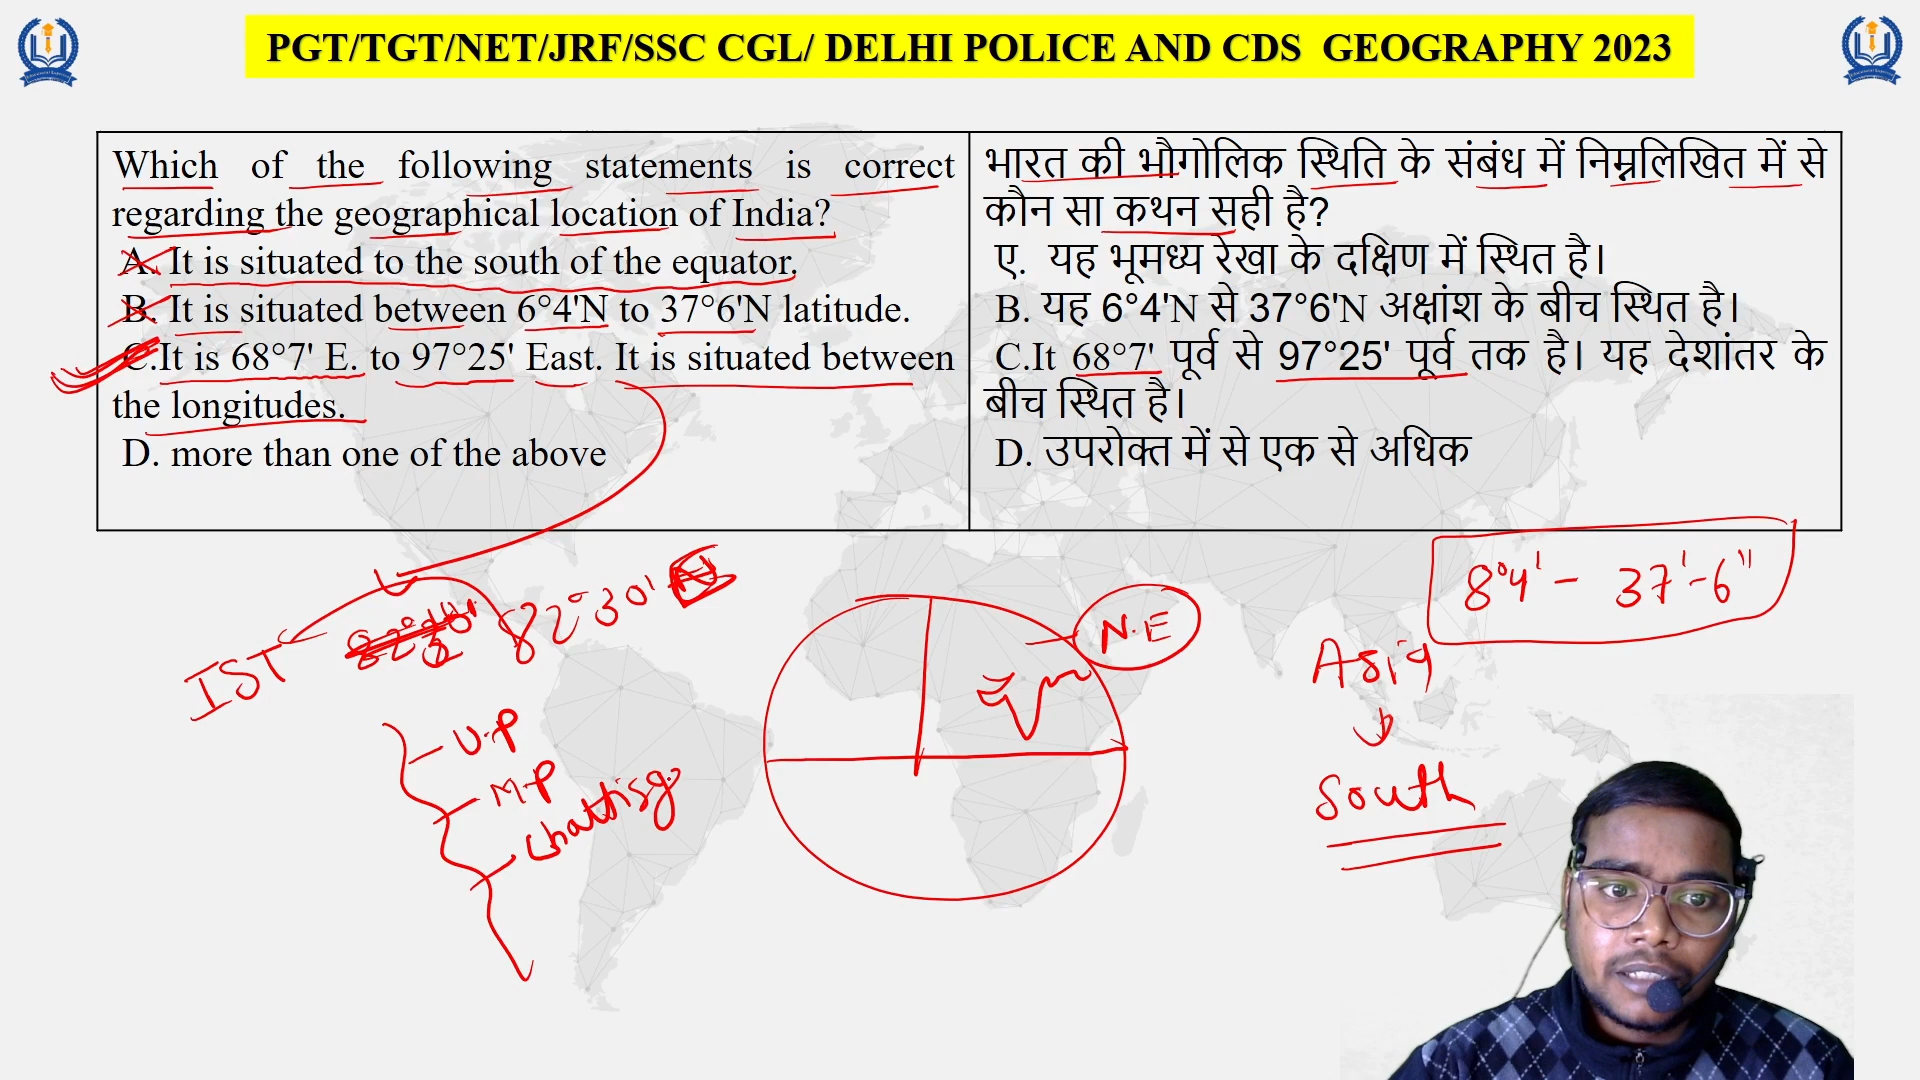 PGT/TGT/NET/JRF/SSC CGL/ DELHI POLICE AND CDS GEOGRAPHY 2023
Which of the following statements is correct
regarding the geographical location of India?
A. It is situated to the south of the equator.
B. It is situated between 6°4'N to 37°6'N latitude.
C.It is 68°7' E. to 97°25' East. It is situated between
the longitudes.
D. more than one of the above
भारत की भौगोलिक स्थिति के संबंध में निम्नलिखित में से
कौन सा कथन सही है?
ए. यह भूमध्य रेखा के दक्षिण में स्थित है।
B. यह 6°4'N से 37°6'N अक्षांश के बीच स्थित है।
C.It 68°7' पूर्व से 97°25' पूर्व तक है। यह देशांतर के
बीच स्थित है।
D. उपरोक्त में से एक से अधिक
8°4' - 37'-6"
82°30'
IST
N.E
Asia
U.P
M.P
Chattisg.
South